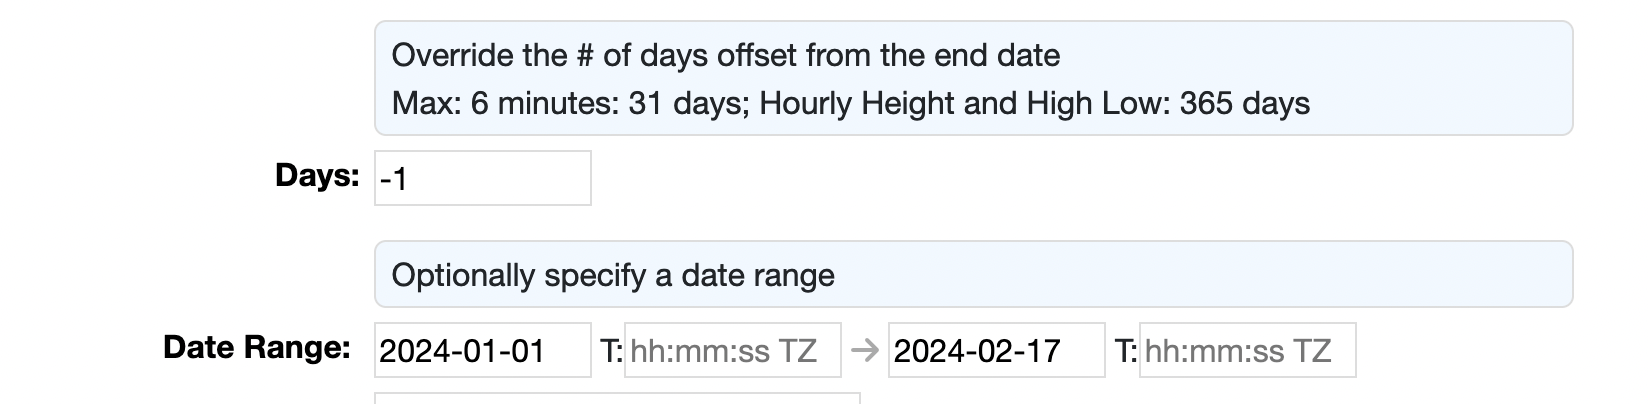 Override the # of days offset from the end date
Max: 6 minutes: 31 days; Hourly Height and High Low: 365 days
Days: -1
Optionally specify a date range
Date Range: 2024-01-01 T: hh:mm:ss TZ → 2024-02-17 T: hh:mm:ss TZ